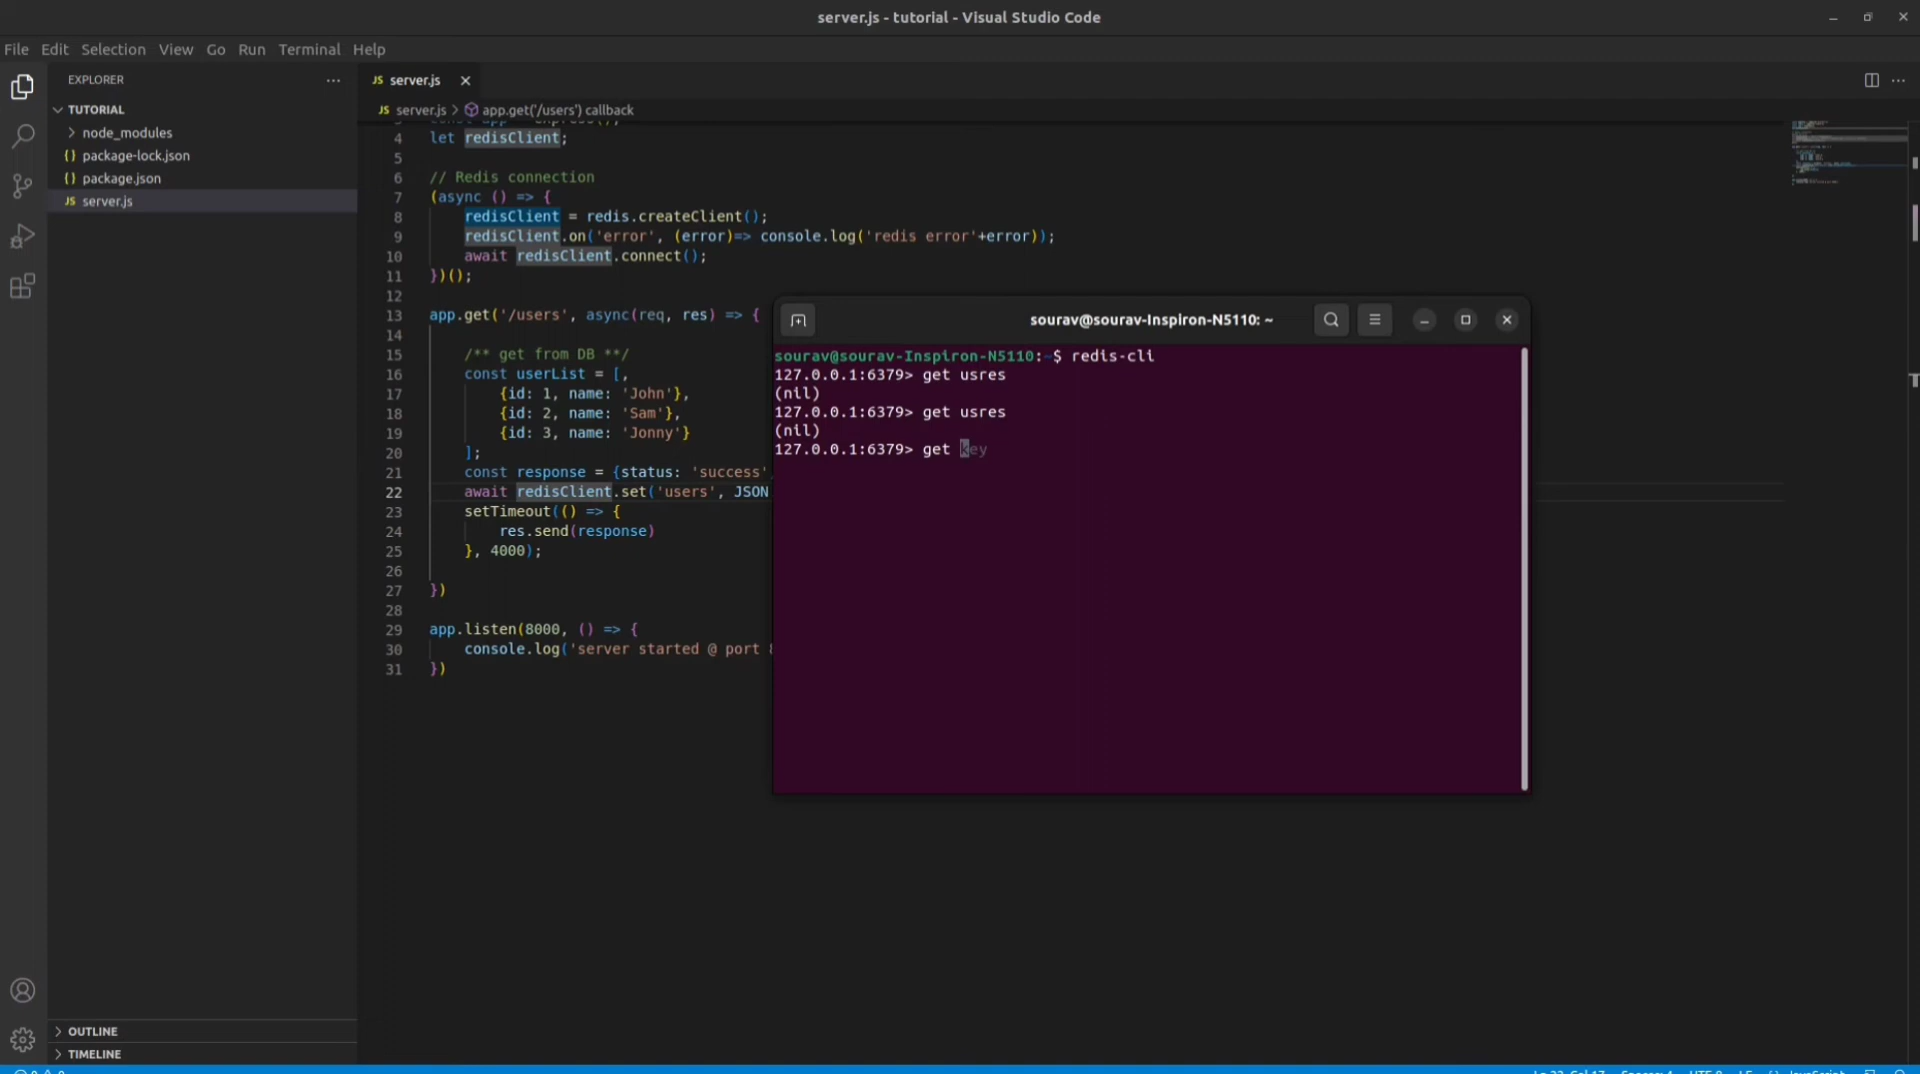 server.js - tutorial - Visual Studio Code
File Edit Selection View Go Run Terminal Help
EXPLORER
TUTORIAL
node_modules
package-lock.json
package.json
server.js
OUTLINE
TIMELINE
JS server.js
JS server.js > app.get('/users') callback
4 let redisClient;
5
6 // Redis connection
7 (async () => {
8 redisClient = redis.createClient();
9 redisClient.on('error', (error)=> console.log('redis error'+error));
10 await redisClient.connect();
11 })();
12
13 app.get('/users', async(req, res) => {
14
15 /** get from DB **/
16 const userList = [,
17 {id: 1, name: 'John'},
18 {id: 2, name: 'Sam'},
19 {id: 3, name: 'Jonny'}
20 ];
21 const response = {status: 'success'
22 await redisClient.set('users', JSON
23 setTimeout(() => {
24 res.send(response)
25 }, 4000);
26
27 })
28
29 app.listen(8000, () => {
30 console.log('server started @ port
31 })
sourav@sourav-Inspiron-N5110: ~
sourav@sourav-Inspiron-N5110:~$ redis-cli
127.0.0.1:6379> get usres
(nil)
127.0.0.1:6379> get usres
(nil)
127.0.0.1:6379> get key